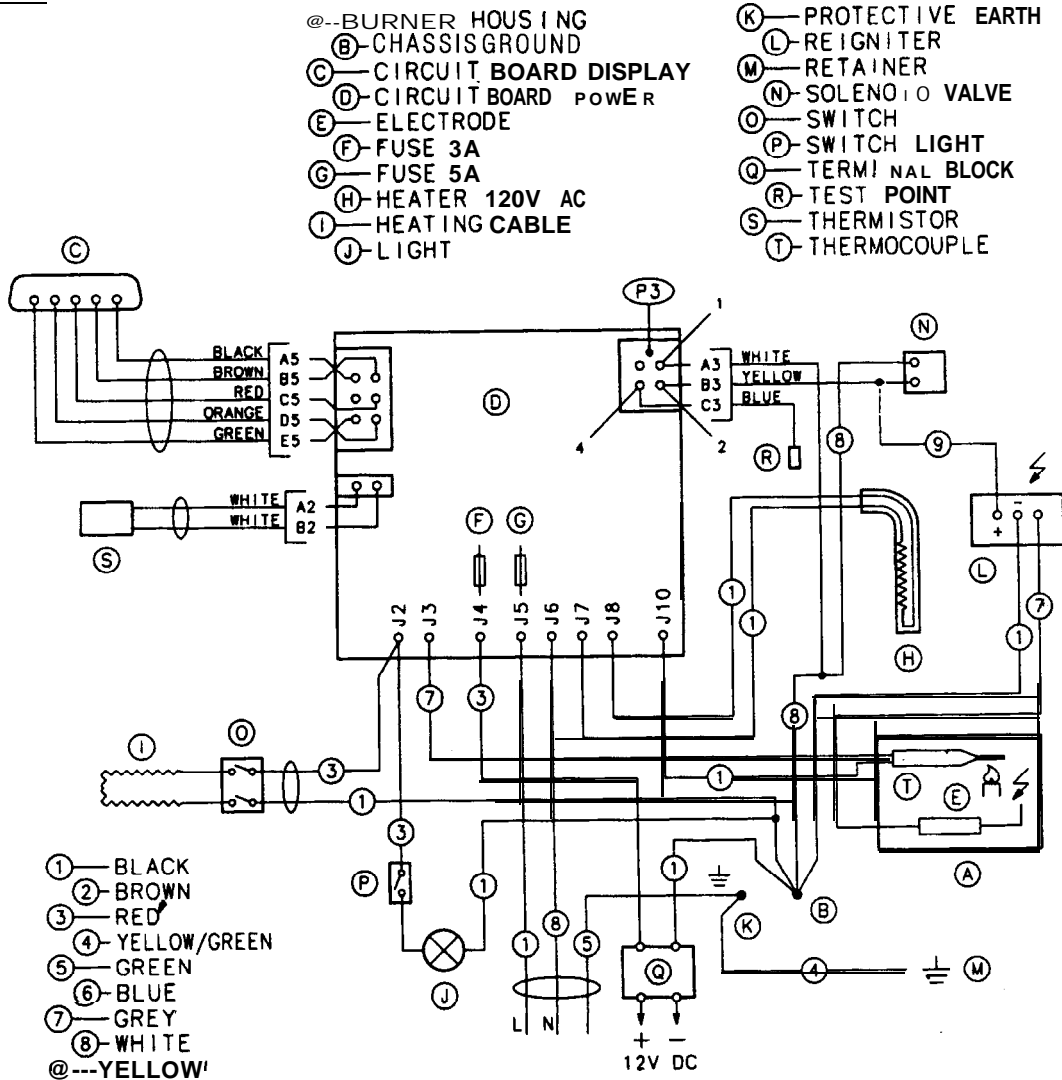 @--BURNER HOUSING
B CHASSIS GROUND
C CIRCUIT BOARD DISPLAY
D CIRCUIT BOARD POWER
E ELECTRODE
F FUSE 3A
G FUSE 5A
H HEATER 120V AC
I HEATING CABLE
J LIGHT
K PROTECTIVE EARTH
L REIGNITER
M RETAINER
N SOLENOIO VALVE
O SWITCH
P SWITCH LIGHT
Q TERMINAL BLOCK
R TEST POINT
S THERMISTOR
T THERMOCOUPLE
C
P3
1
N
BLACK A5
BROWN B5
RED C5
ORANGE D5
GREEN E5
D
A3 WHITE
B3 YELLOW
C3 BLUE
4
2
R
8
9
WHITE A2
WHITE B2
S
F
G
L
+
-
H
J2
J3
J4
J5
J6
J7
J8
J10
1
1
1
7
7
3
8
I
O
3
1
1
T
E
A
3
P
1
J
1
8
5
1
K
B
4
M
Q
L
N
+
-
12V DC
1 BLACK
2 BROWN
3 RED
4 YELLOW/GREEN
5 GREEN
6 BLUE
7 GREY
8 WHITE
@---YELLOW'